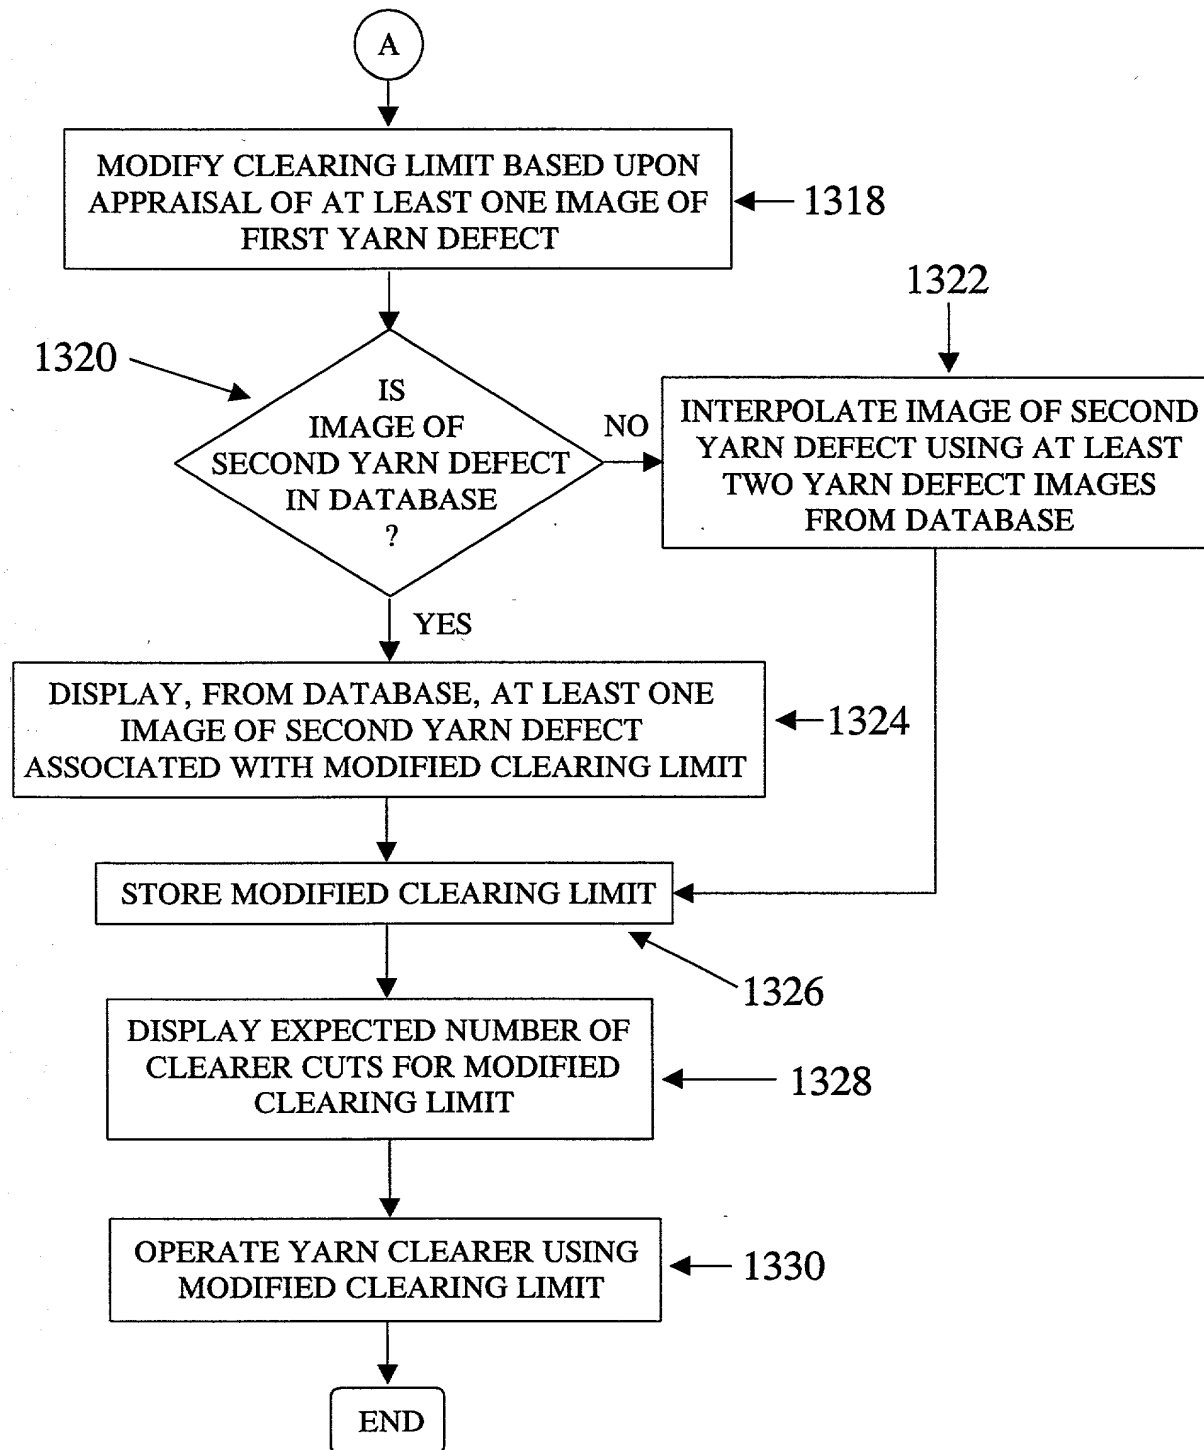 A
MODIFY CLEARING LIMIT BASED UPON
APPRAISAL OF AT LEAST ONE IMAGE OF
FIRST YARN DEFECT
1318
1322
1320
IS
IMAGE OF
SECOND YARN DEFECT
IN DATABASE
?
NO
INTERPOLATE IMAGE OF SECOND
YARN DEFECT USING AT LEAST
TWO YARN DEFECT IMAGES
FROM DATABASE
YES
DISPLAY, FROM DATABASE, AT LEAST ONE
IMAGE OF SECOND YARN DEFECT
ASSOCIATED WITH MODIFIED CLEARING LIMIT
1324
STORE MODIFIED CLEARING LIMIT
1326
DISPLAY EXPECTED NUMBER OF
CLEARER CUTS FOR MODIFIED
CLEARING LIMIT
1328
OPERATE YARN CLEARER USING
MODIFIED CLEARING LIMIT
1330
END